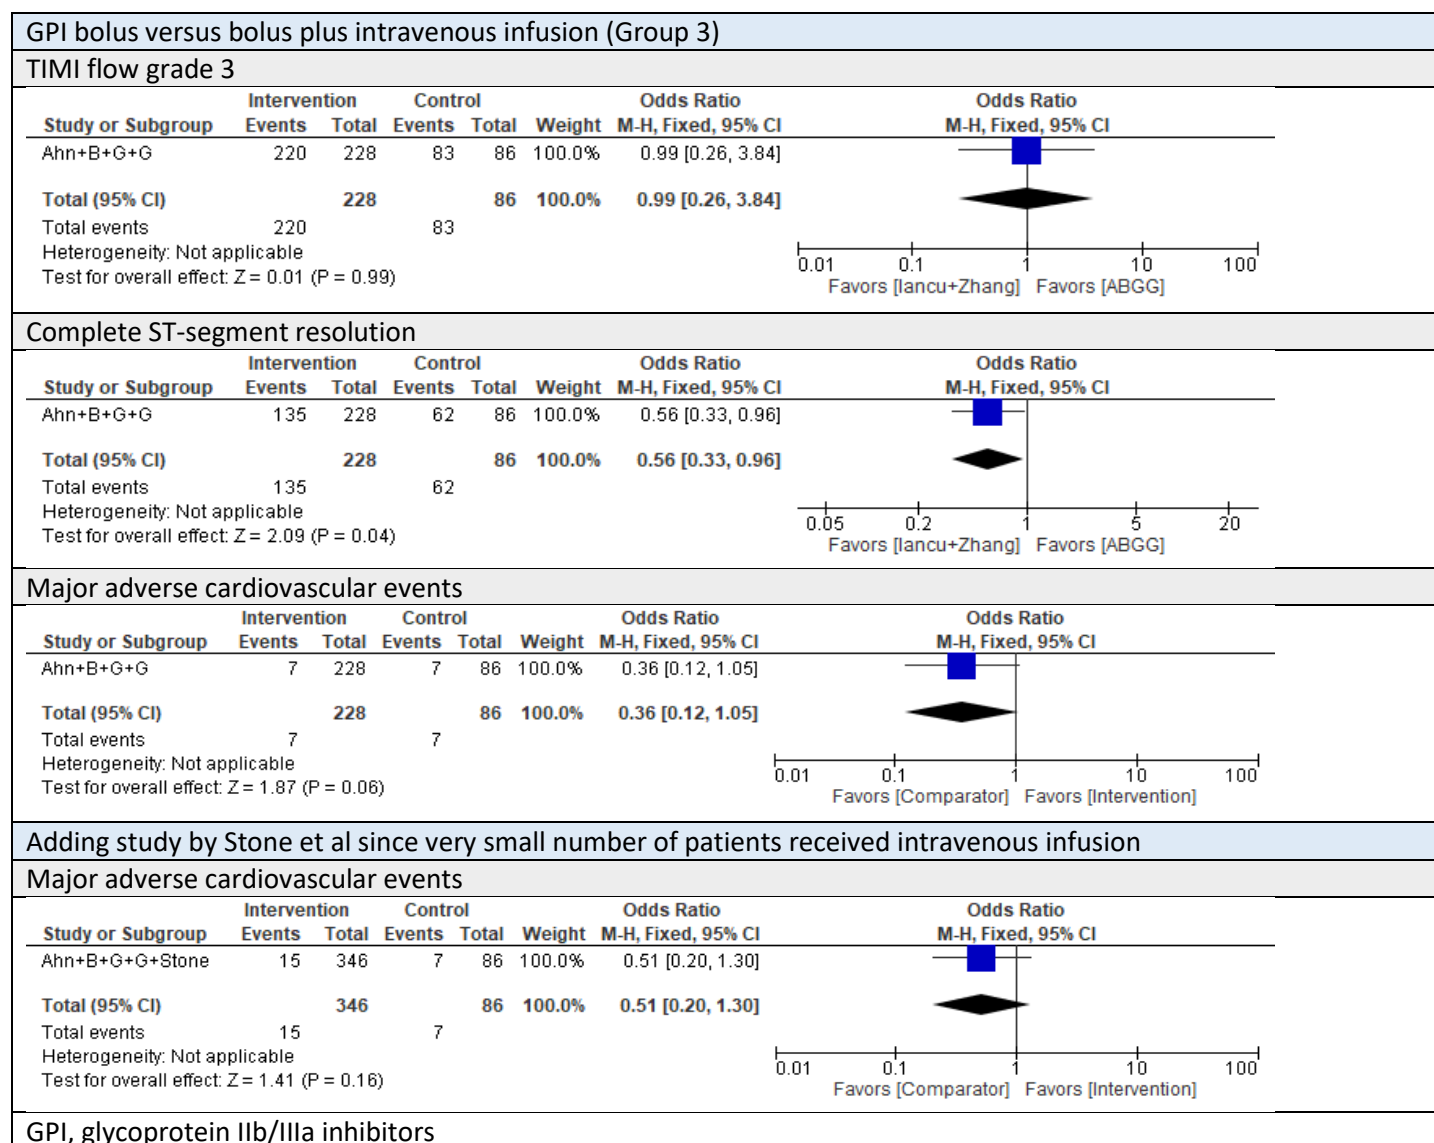 GPI bolus versus bolus plus intravenous infusion (Group 3)
TIMI flow grade 3
Intervention Control Odds Ratio Odds Ratio
Study or Subgroup Events Total Events Total Weight M-H, Fixed, 95% CI M-H, Fixed, 95% CI
Ahn+B+G+G 220 228 83 86 100.0% 0.99 [0.26, 3.84]
Total (95% CI) 228 86 100.0% 0.99 [0.26, 3.84]
Total events 220 83
Heterogeneity: Not applicable
Test for overall effect: Z = 0.01 (P = 0.99)
0.01 0.1 1 10 100
Favors [Iancu+Zhang] Favors [ABGG]
Complete ST-segment resolution
Intervention Control Odds Ratio Odds Ratio
Study or Subgroup Events Total Events Total Weight M-H, Fixed, 95% CI M-H, Fixed, 95% CI
Ahn+B+G+G 135 228 62 86 100.0% 0.56 [0.33, 0.96]
Total (95% CI) 228 86 100.0% 0.56 [0.33, 0.96]
Total events 135 62
Heterogeneity: Not applicable
Test for overall effect: Z = 2.09 (P = 0.04)
0.05 0.2 1 5 20
Favors [Iancu+Zhang] Favors [ABGG]
Major adverse cardiovascular events
Intervention Control Odds Ratio Odds Ratio
Study or Subgroup Events Total Events Total Weight M-H, Fixed, 95% CI M-H, Fixed, 95% CI
Ahn+B+G+G 7 228 7 86 100.0% 0.36 [0.12, 1.05]
Total (95% CI) 228 86 100.0% 0.36 [0.12, 1.05]
Total events 7 7
Heterogeneity: Not applicable
Test for overall effect: Z = 1.87 (P = 0.06)
0.01 0.1 1 10 100
Favors [Comparator] Favors [Intervention]
Adding study by Stone et al since very small number of patients received intravenous infusion
Major adverse cardiovascular events
Intervention Control Odds Ratio Odds Ratio
Study or Subgroup Events Total Events Total Weight M-H, Fixed, 95% CI M-H, Fixed, 95% CI
Ahn+B+G+G+Stone 15 346 7 86 100.0% 0.51 [0.20, 1.30]
Total (95% CI) 346 86 100.0% 0.51 [0.20, 1.30]
Total events 15 7
Heterogeneity: Not applicable
Test for overall effect: Z = 1.41 (P = 0.16)
0.01 0.1 1 10 100
Favors [Comparator] Favors [Intervention]
GPI, glycoprotein IIb/IIIa inhibitors